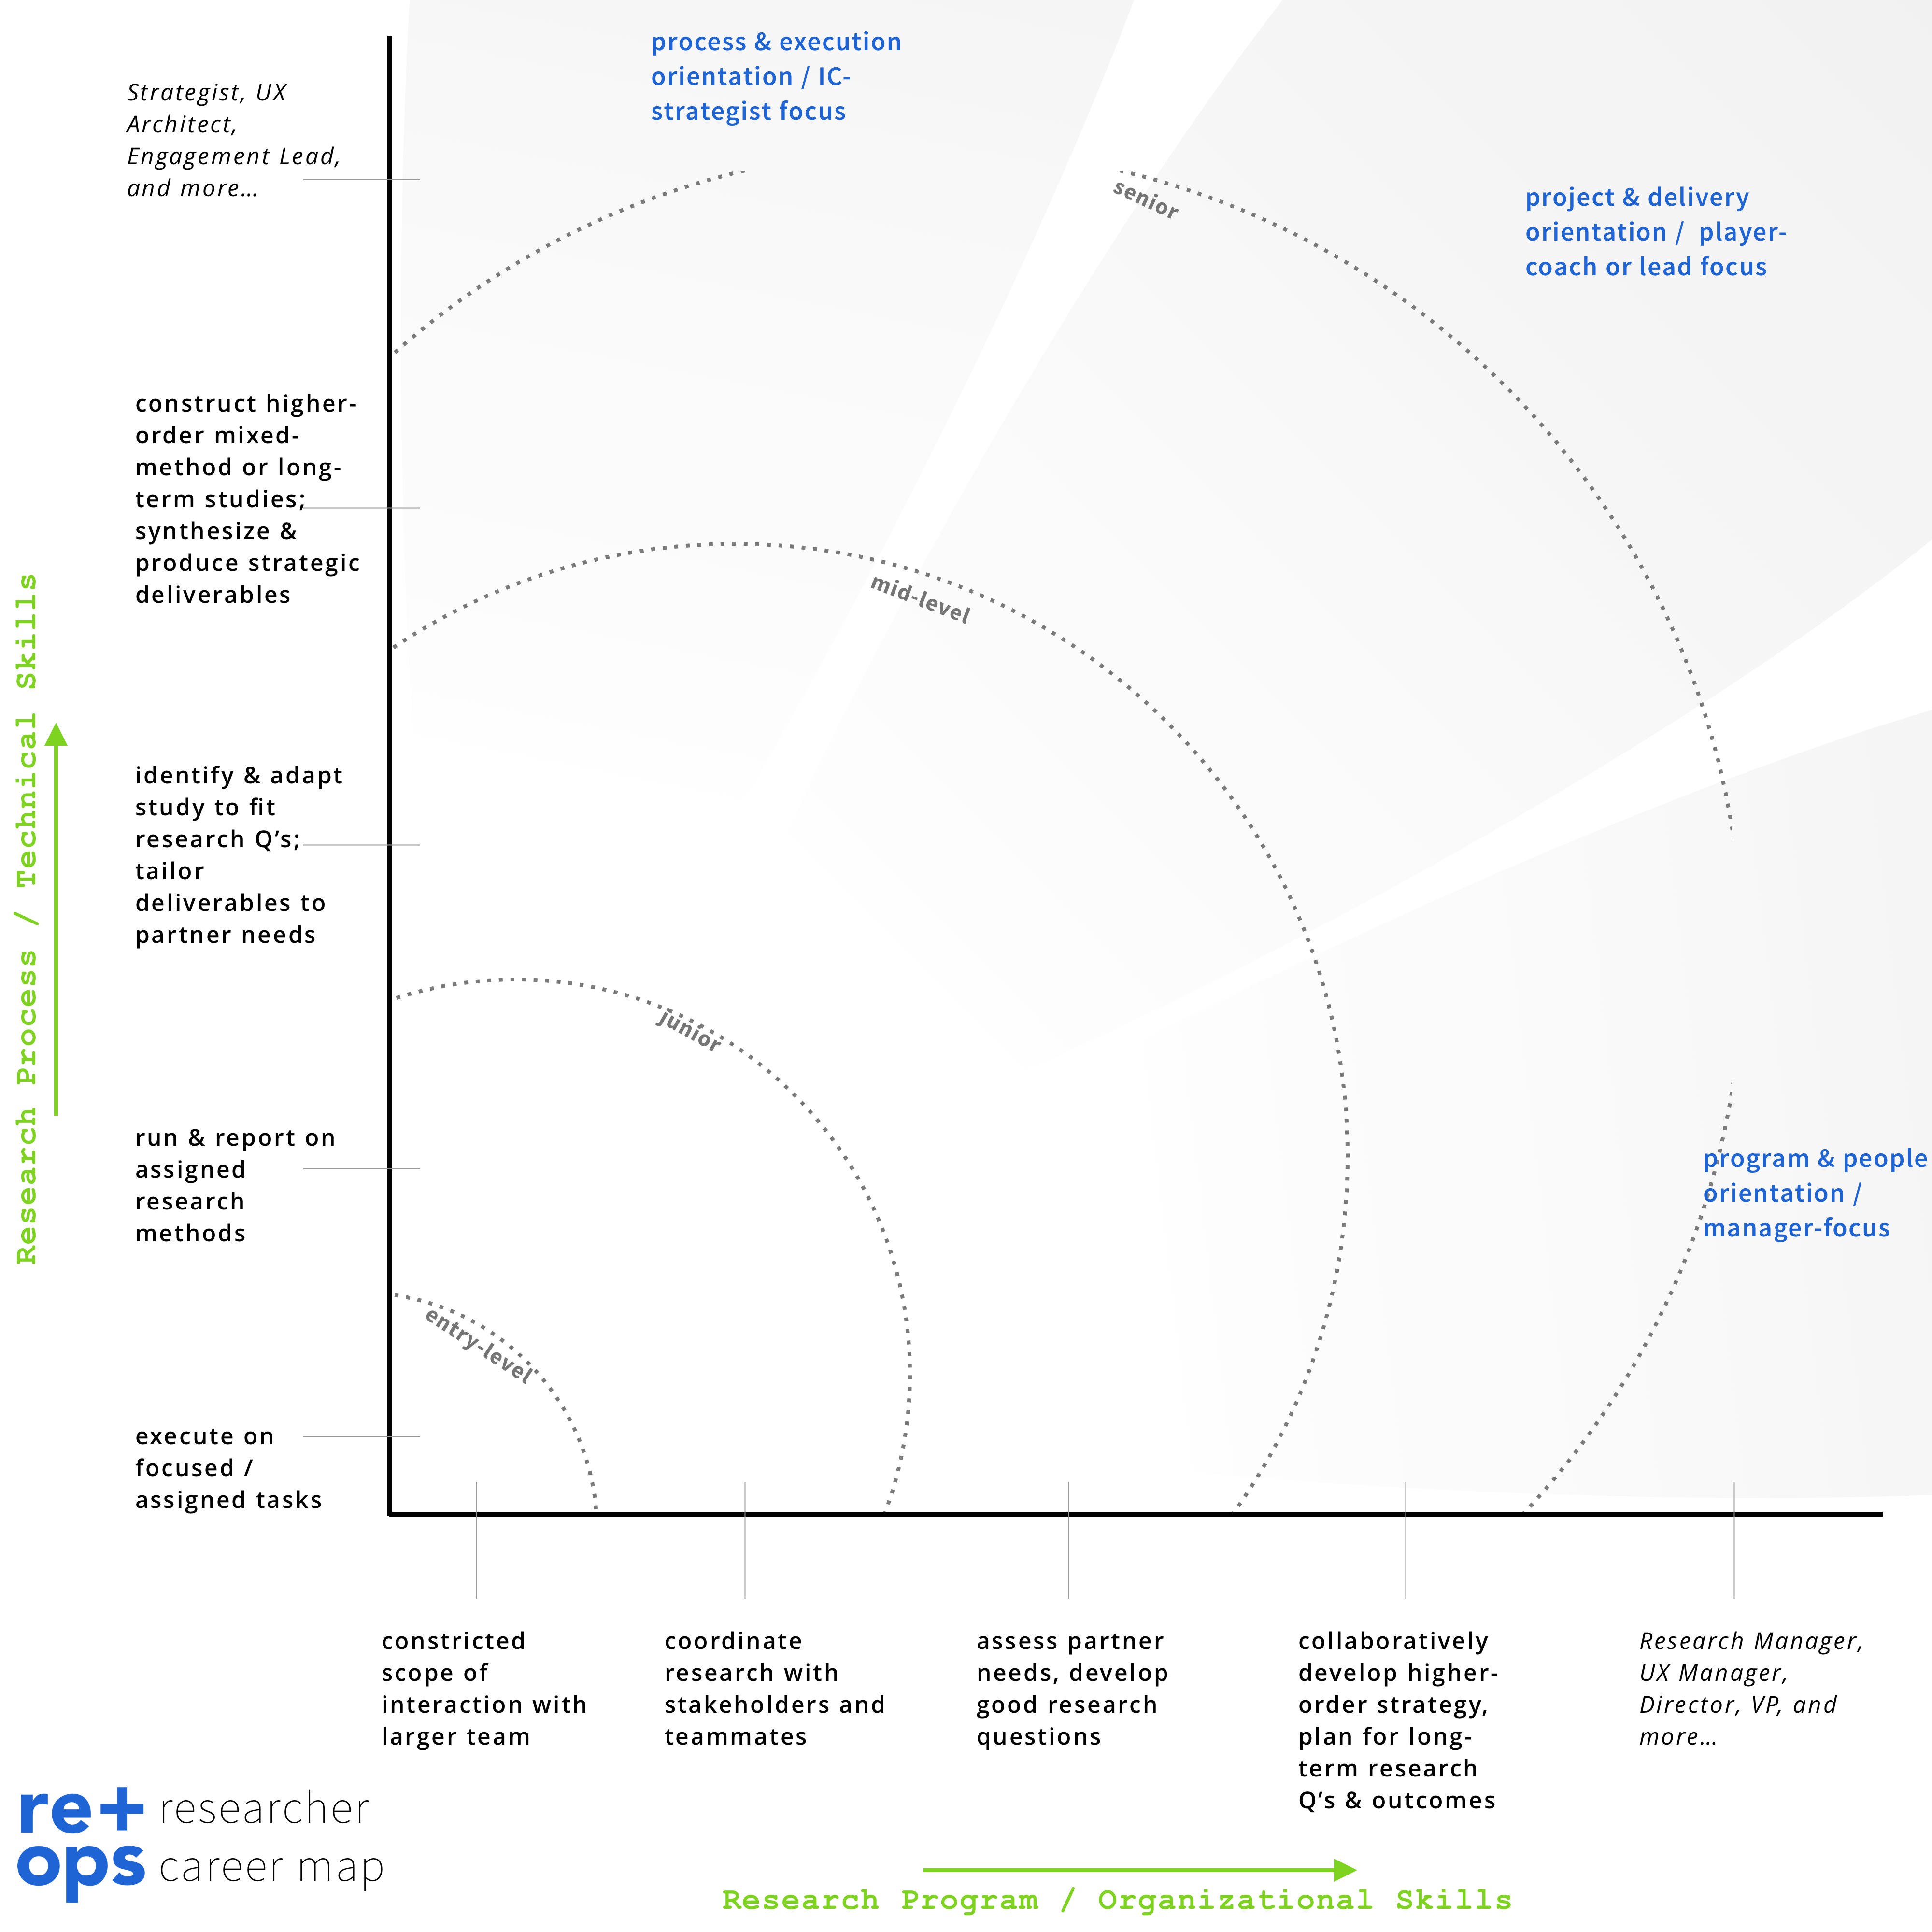 process & execution
orientation / IC-
strategist focus
Strategist, UX
Architect,
Engagement Lead,
and more…
senior
project & delivery
orientation /  player-
coach or lead focus
construct higher-
order mixed-
method or long-
term studies;
synthesize &
produce strategic
deliverables
mid-level
Research Process / Technical Skills
identify & adapt
study to fit
research Q’s;
tailor
deliverables to
partner needs
junior
run & report on
assigned
research
methods
program & people
orientation /
manager-focus
entry-level
execute on
focused /
assigned tasks
constricted
scope of
interaction with
larger team
coordinate
research with
stakeholders and
teammates
assess partner
needs, develop
good research
questions
collaboratively
develop higher-
order strategy,
plan for long-
term research
Q’s & outcomes
Research Manager,
UX Manager,
Director, VP, and
more…
re+
ops
researcher
career map
Research Program / Organizational Skills